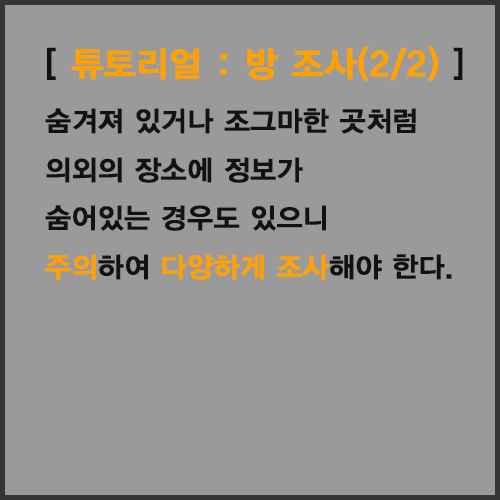 [ 튜토리얼 : 방 조사(2/2) ]
숨겨져 있거나 조그마한 곳처럼
의외의 장소에 정보가
숨어있는 경우도 있으니
주의하여 다양하게 조사해야 한다.